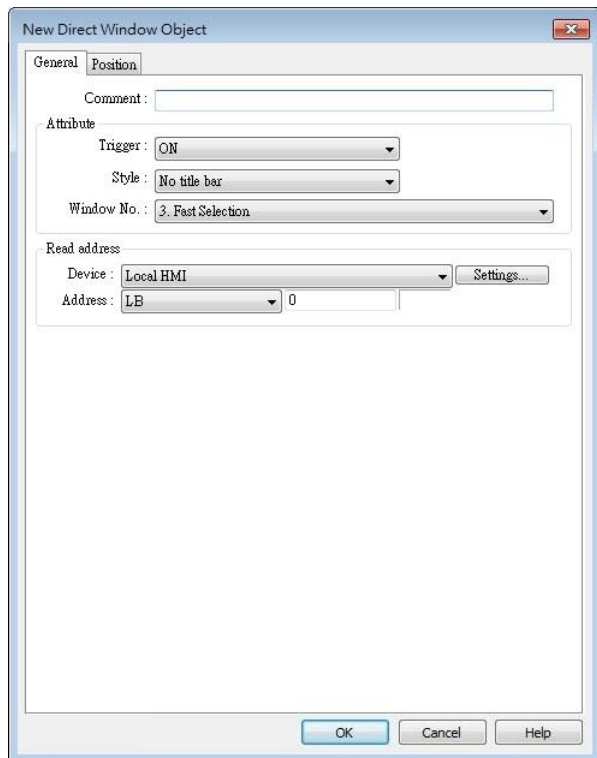 New Direct Window Object
General Position
Comment :
Attribute
Trigger : ON
Style : No title bar
Window No. : 3. Fast Selection
Read address
Device : Local HMI Settings...
Address : LB 0
OK Cancel Help